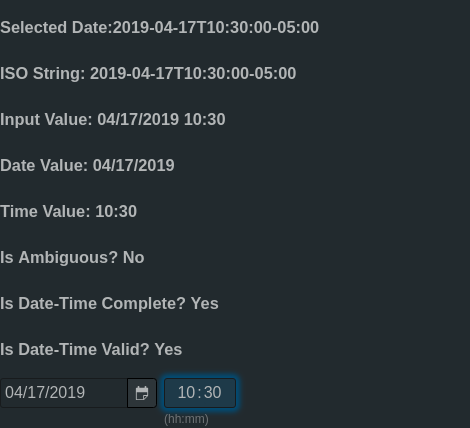 Selected Date:2019-04-17T10:30:00-05:00
ISO String: 2019-04-17T10:30:00-05:00
Input Value: 04/17/2019 10:30
Date Value: 04/17/2019
Time Value: 10:30
Is Ambiguous? No
Is Date-Time Complete? Yes
Is Date-Time Valid? Yes
04/17/2019 10:30
(hh:mm)